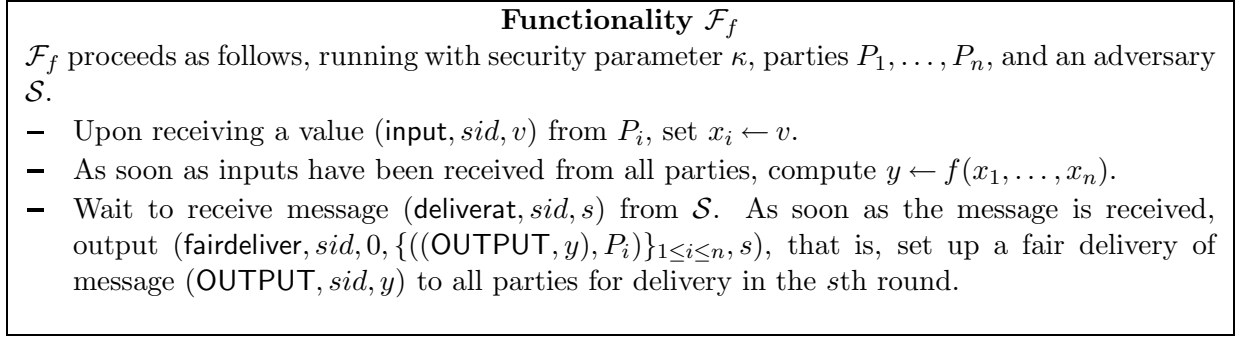 Functionality 𝓕_f
𝓕_f proceeds as follows, running with security parameter κ, parties P_1, . . . , P_n, and an adversary
𝒮.
– Upon receiving a value (input, sid, v) from P_i, set x_i ← v.
– As soon as inputs have been received from all parties, compute y ← f(x_1, . . . , x_n).
– Wait to receive message (deliverat, sid, s) from 𝒮. As soon as the message is received,
output (fairdeliver, sid, 0, {((OUTPUT, y), P_i)}_{1≤i≤n}, s), that is, set up a fair delivery of
message (OUTPUT, sid, y) to all parties for delivery in the sth round.